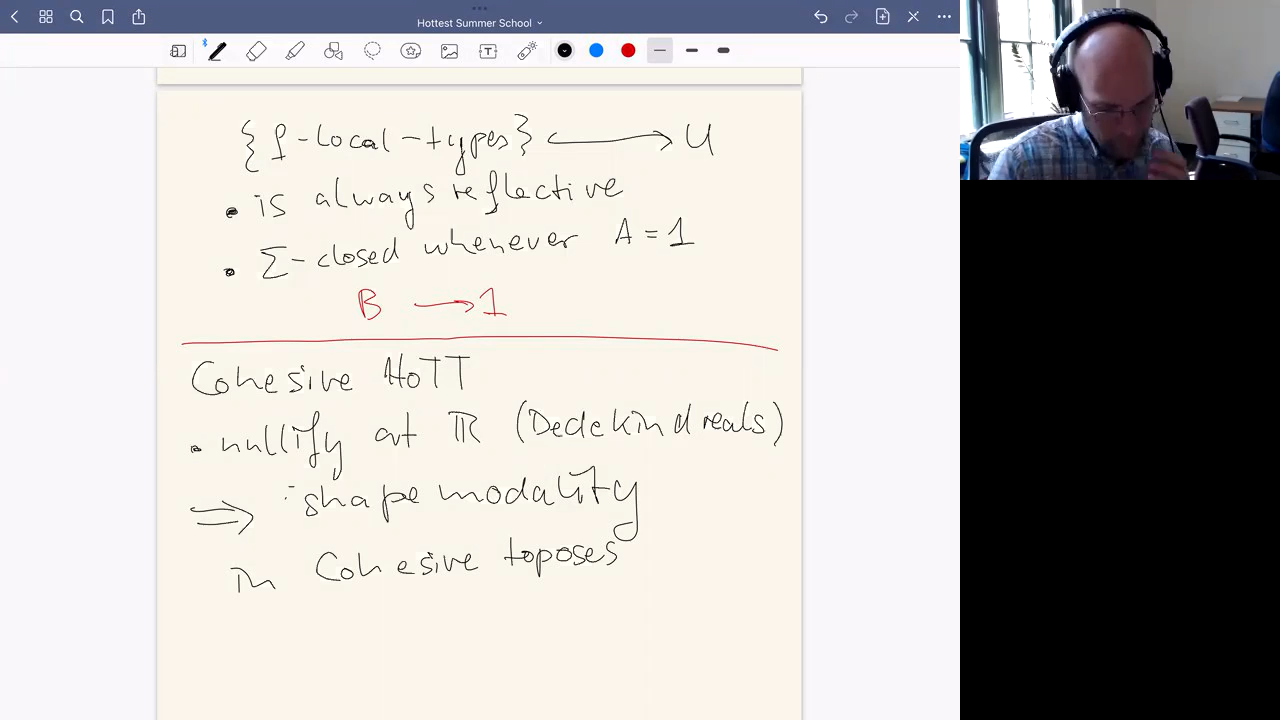 Hottest Summer School
{f-local-types} ⟶ U
• is always reflective
• Σ-closed whenever A = 1
B ⟶ 1
Cohesive HoTT
• nullify at ℝ (Dedekind reals)
⇒ shape modality
in Cohesive toposes